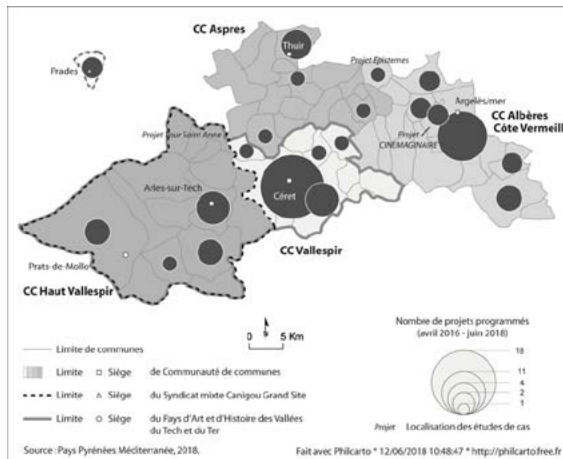 CC Aspres
Thuir
Prades
Projet Epistemes
Argelès/mer
CC Albères
Côte Vermeill
Projet
CINÉMAGINAIRE
Projet Tour Sainte Anne
Arles-sur-Tech
Céret
Prats-de-Mollo
CC Vallespir
CC Haut Vallespir
0 5 Km
Nombre de projets programmés
(avril 2016 - juin 2018)
18
11
4
2
1
Limite de communes
Limite Siège de Communauté de communes
Limite Siège du Syndicat mixte Canigou Grand Site
Limite Siège du Pays d'Art et d'Histoire des Vallées
du Tech et du Ter
Projet Localisation des études de cas
Source : Pays Pyrénées Méditerranée, 2018.
Fait avec Philcarto * 12/06/2018 10:48:47 * http://philcarto.free.fr